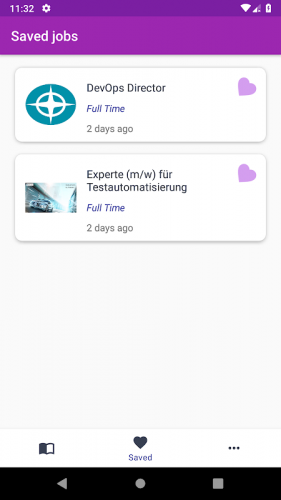 11:32
Saved jobs
DevOps Director
Full Time
2 days ago
Experte (m/w) für
Testautomatisierung
Full Time
2 days ago
Saved